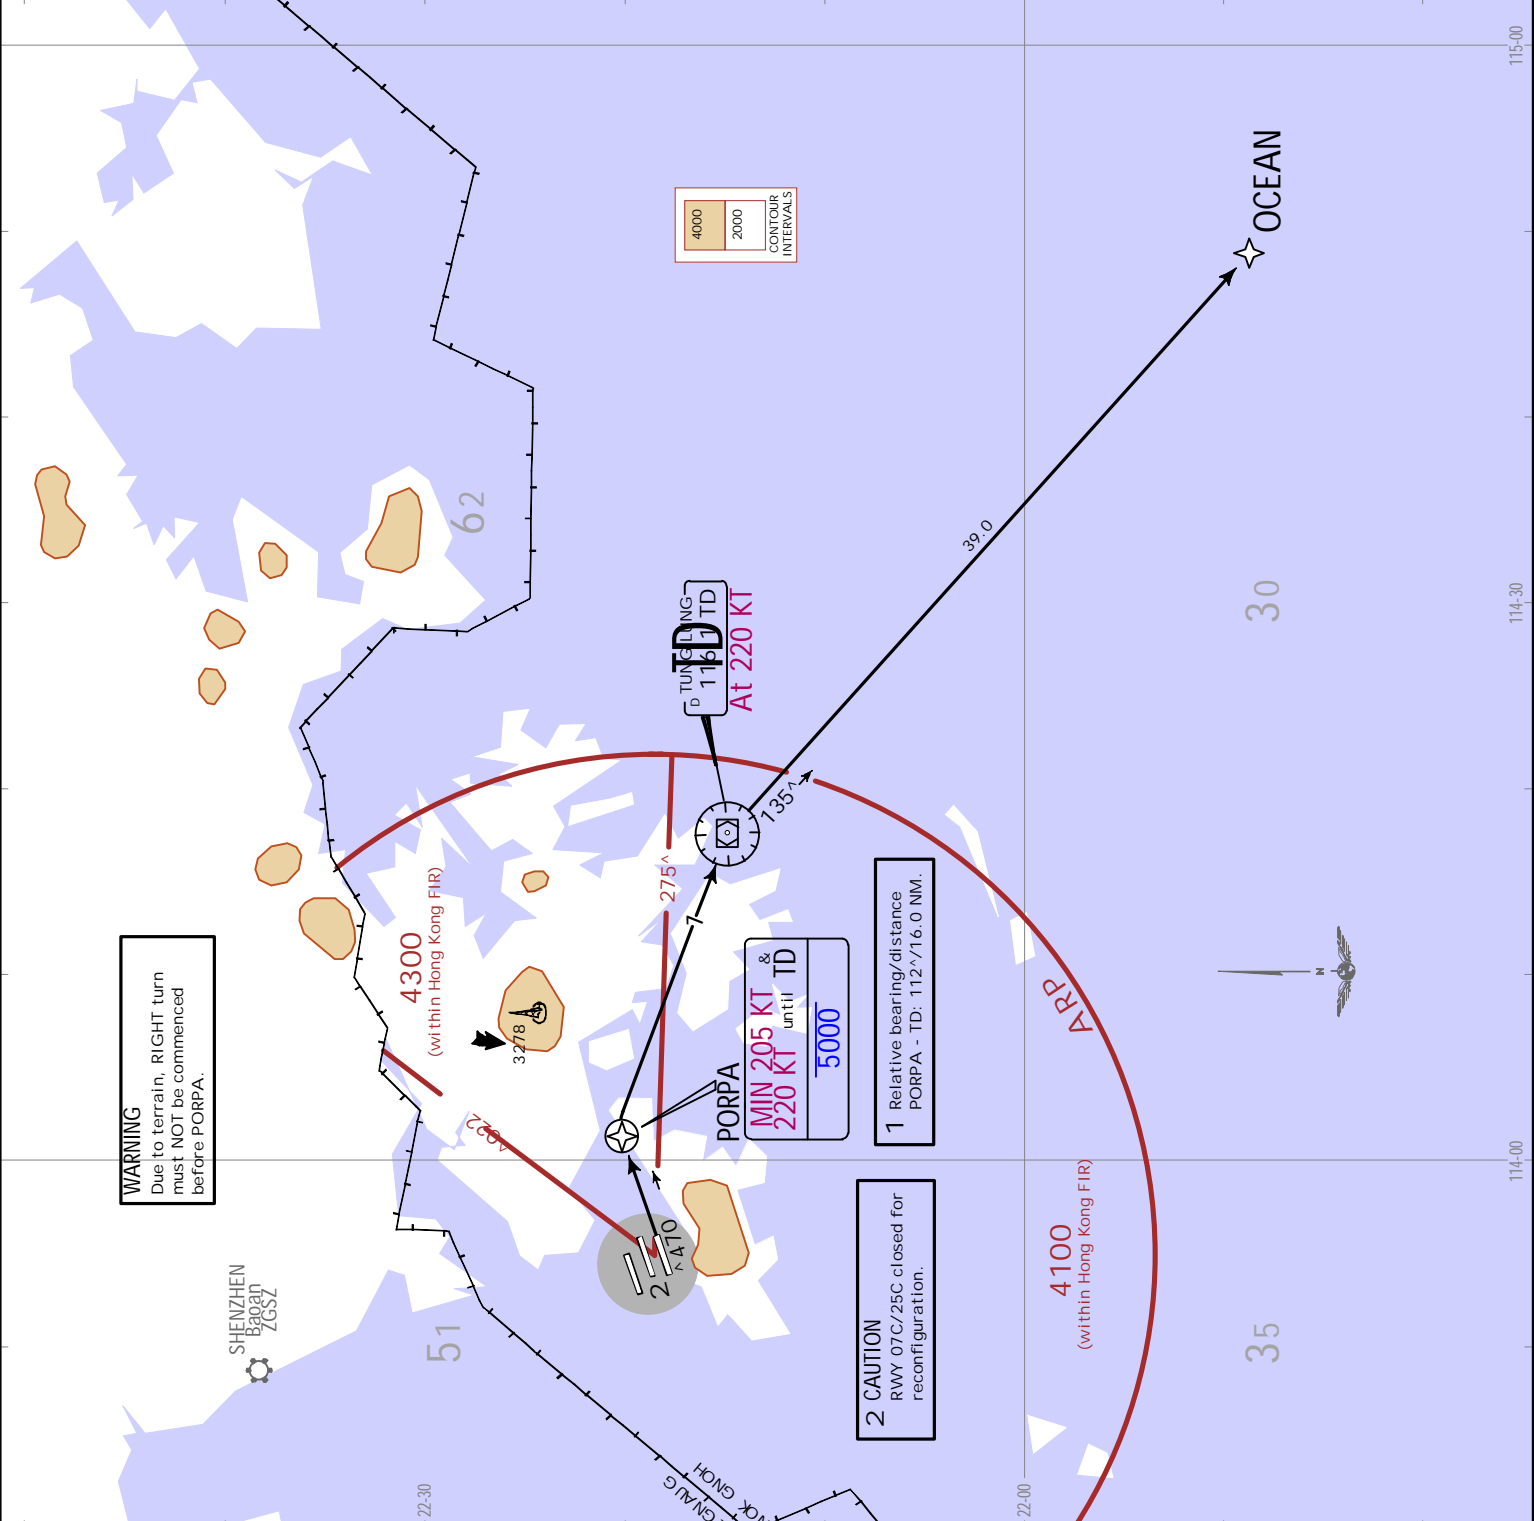 WARNING
Due to terrain, RIGHT turn
must NOT be commenced
before PORPA.
SHENZHEN
Baoan
ZGSZ
4300
(within Hong Kong FIR)
51
62
22-30
3278
022^
275^
2
^ 470
7
D TUNG LUNG
116.1 TD
TD
At 220 KT
4000
2000
CONTOUR
INTERVALS
PORPA
MIN 205 KT &
220 KT until TD
5000
135^
39.0
OCEAN
1 Relative bearing/distance
PORPA - TD: 112^/16.0 NM.
2 CAUTION
RWY 07C/25C closed for
reconfiguration.
ARP
4100
(within Hong Kong FIR)
35
30
N
22-00
114-00
114-30
115-00